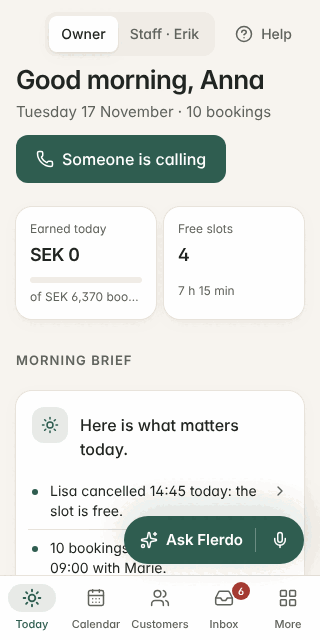 Owner
Staff · Erik
Help
Good morning, Anna
Tuesday 17 November · 10 bookings
Someone is calling
Earned today
SEK 0
of SEK 6,370 boo...
Free slots
4
7 h 15 min
MORNING BRIEF
Here is what matters
today.
Lisa cancelled 14:45 today: the
slot is free.
10 bookings
09:00 with Marie.
Ask Flerdo
Today
Calendar
Customers
6
Inbox
More